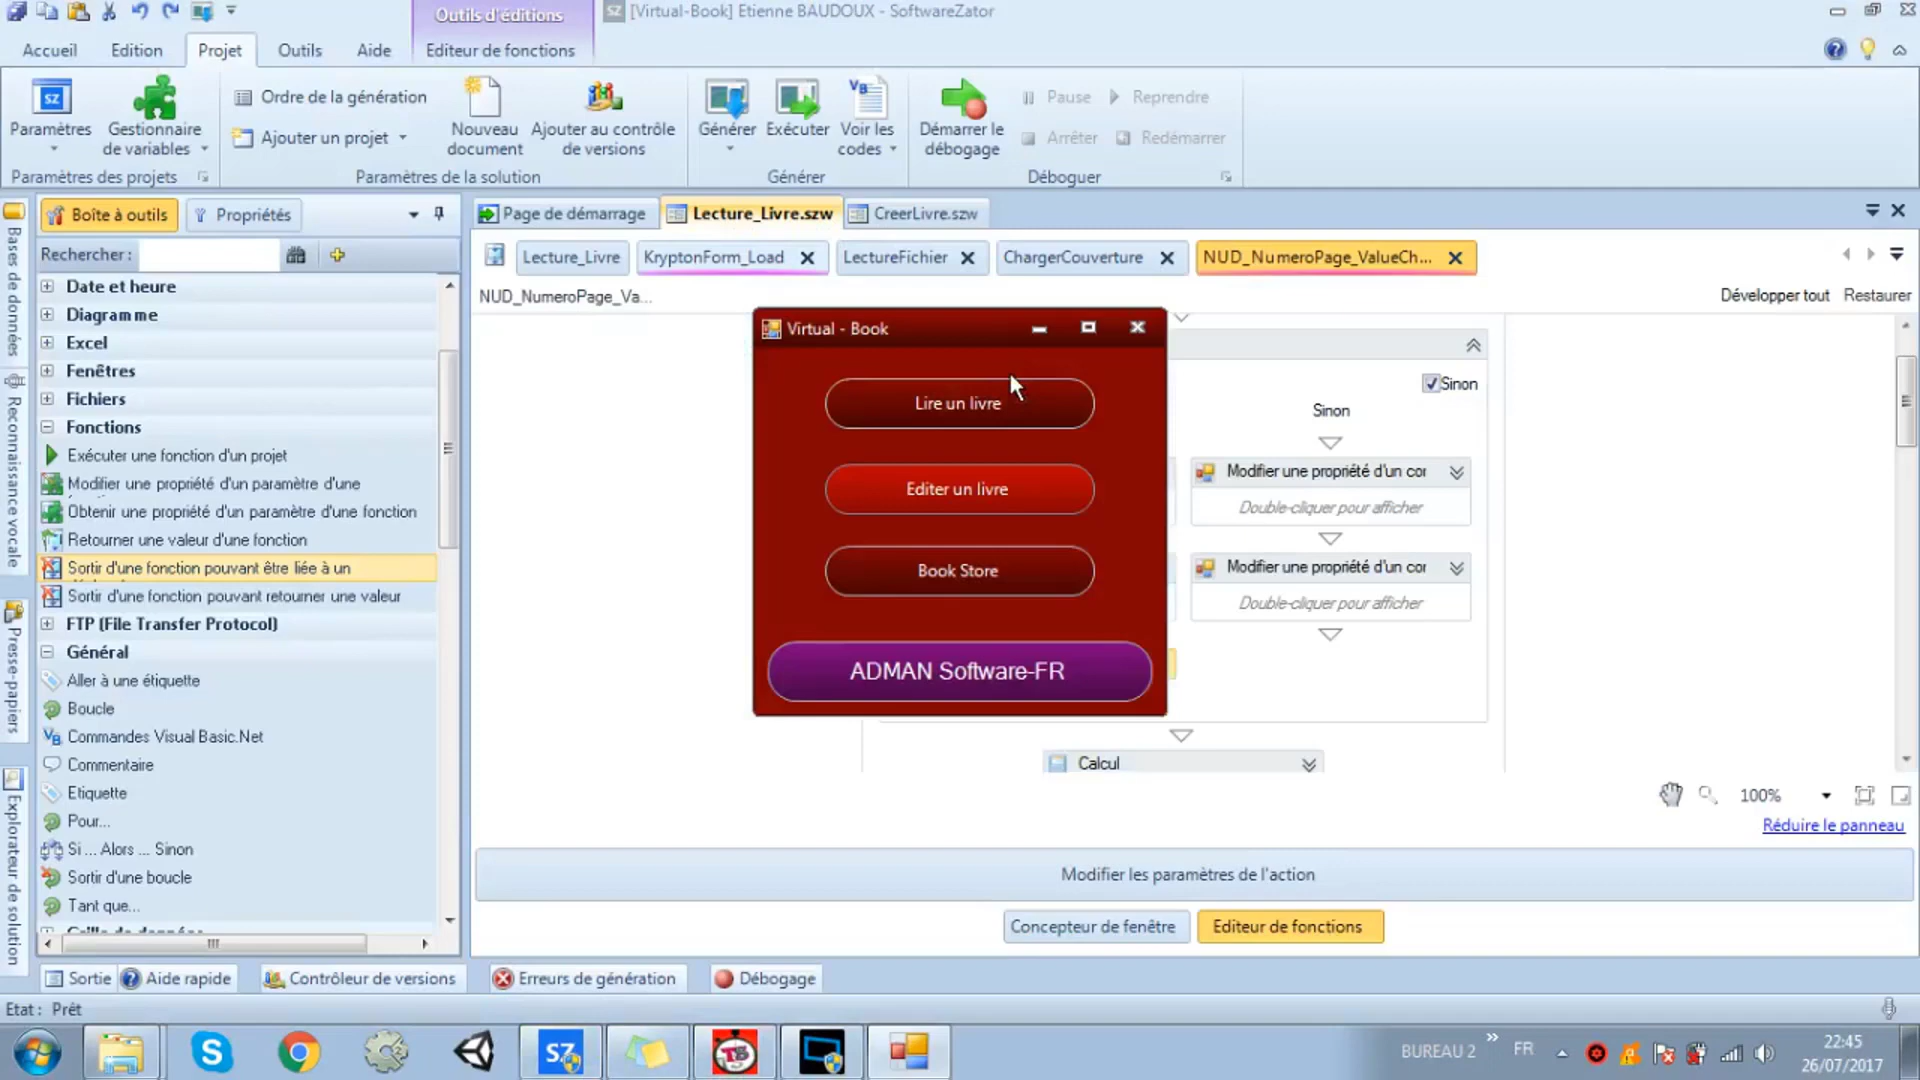 Outils d'éditions
[Virtual-Book] Etienne BAUDOUX - SoftwareZator
Accueil
Edition
Projet
Outils
Aide
Editeur de fonctions
Paramètres
Gestionnaire de variables
Ordre de la génération
Ajouter un projet
Nouveau document
Ajouter au contrôle de versions
Générer
Exécuter
Voir les codes
Démarrer le débogage
Pause
Reprendre
Arrêter
Redémarrer
Paramètres des projets
Paramètres de la solution
Générer
Déboguer
Boîte à outils
Propriétés
Page de démarrage
Lecture_Livre.szw
CreerLivre.szw
Rechercher :
Lecture_Livre
KryptonForm_Load
LectureFichier
ChargerCouverture
NUD_NumeroPage_ValueCh...
NUD_NumeroPage_Va...
Développer tout
Restaurer
Bases de données
Reconnaissance vocale
Presse-papiers
Explorateur de solution
Date et heure
Diagramme
Excel
Fenêtres
Fichiers
Fonctions
Exécuter une fonction d'un projet
Modifier une propriété d'un paramètre d'une
Obtenir une propriété d'un paramètre d'une fonction
Retourner une valeur d'une fonction
Sortir d'une fonction pouvant être liée à un
Sortir d'une fonction pouvant retourner une valeur
FTP (File Transfer Protocol)
Général
Aller à une étiquette
Boucle
Commandes Visual Basic.Net
Commentaire
Etiquette
Pour...
Si ... Alors ... Sinon
Sortir d'une boucle
Tant que...
Grille de données
Virtual - Book
Lire un livre
Editer un livre
Book Store
ADMAN Software-FR
Sinon
Sinon
Modifier une propriété d'un cor
Double-cliquer pour afficher
Modifier une propriété d'un cor
Double-cliquer pour afficher
Calcul
100%
Réduire le panneau
Modifier les paramètres de l'action
Concepteur de fenêtre
Editeur de fonctions
Sortie
Aide rapide
Contrôleur de versions
Erreurs de génération
Débogage
Etat : Prêt
BUREAU 2
FR
22:45
26/07/2017